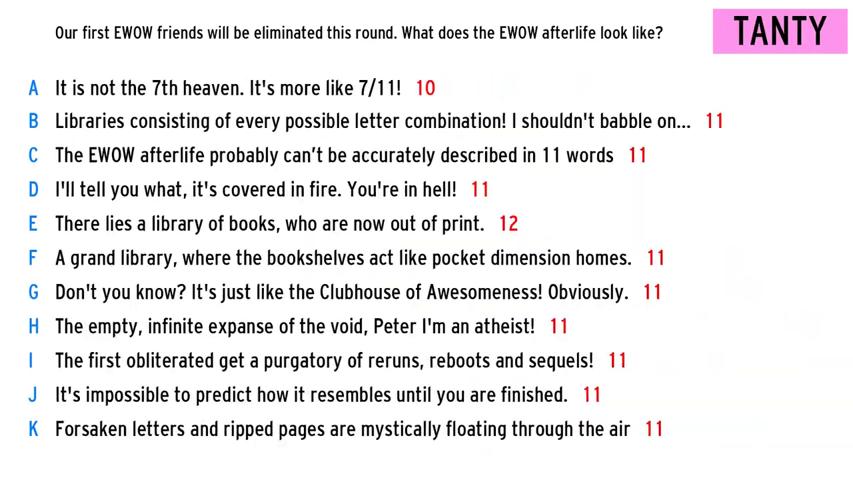 Our first EWOW friends will be eliminated this round. What does the EWOW afterlife look like?
TANTY
A It is not the 7th heaven. It's more like 7/11! 10
B Libraries consisting of every possible letter combination! I shouldn't babble on... 11
C The EWOW afterlife probably can’t be accurately described in 11 words 11
D I'll tell you what, it's covered in fire. You're in hell! 11
E There lies a library of books, who are now out of print. 12
F A grand library, where the bookshelves act like pocket dimension homes. 11
G Don't you know? It's just like the Clubhouse of Awesomeness! Obviously. 11
H The empty, infinite expanse of the void, Peter I'm an atheist! 11
I The first obliterated get a purgatory of reruns, reboots and sequels! 11
J It's impossible to predict how it resembles until you are finished. 11
K Forsaken letters and ripped pages are mystically floating through the air 11